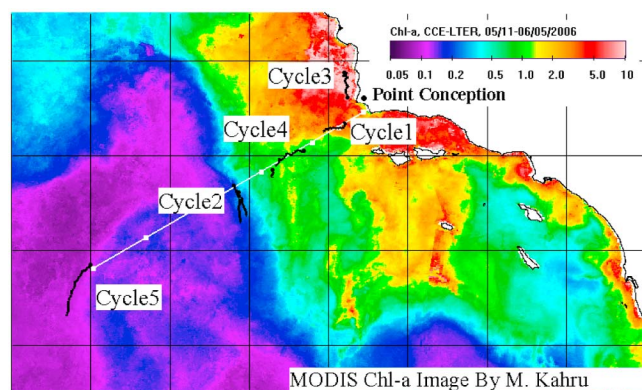 Chl-a, CCE-LTER, 05/11-06/05/2006
0.05 0.1 0.2 0.5 1.0 2.0 5.0 10
Cycle3
Point Conception
Cycle4
Cycle1
Cycle2
Cycle5
MODIS Chl-a Image By M. Kahru